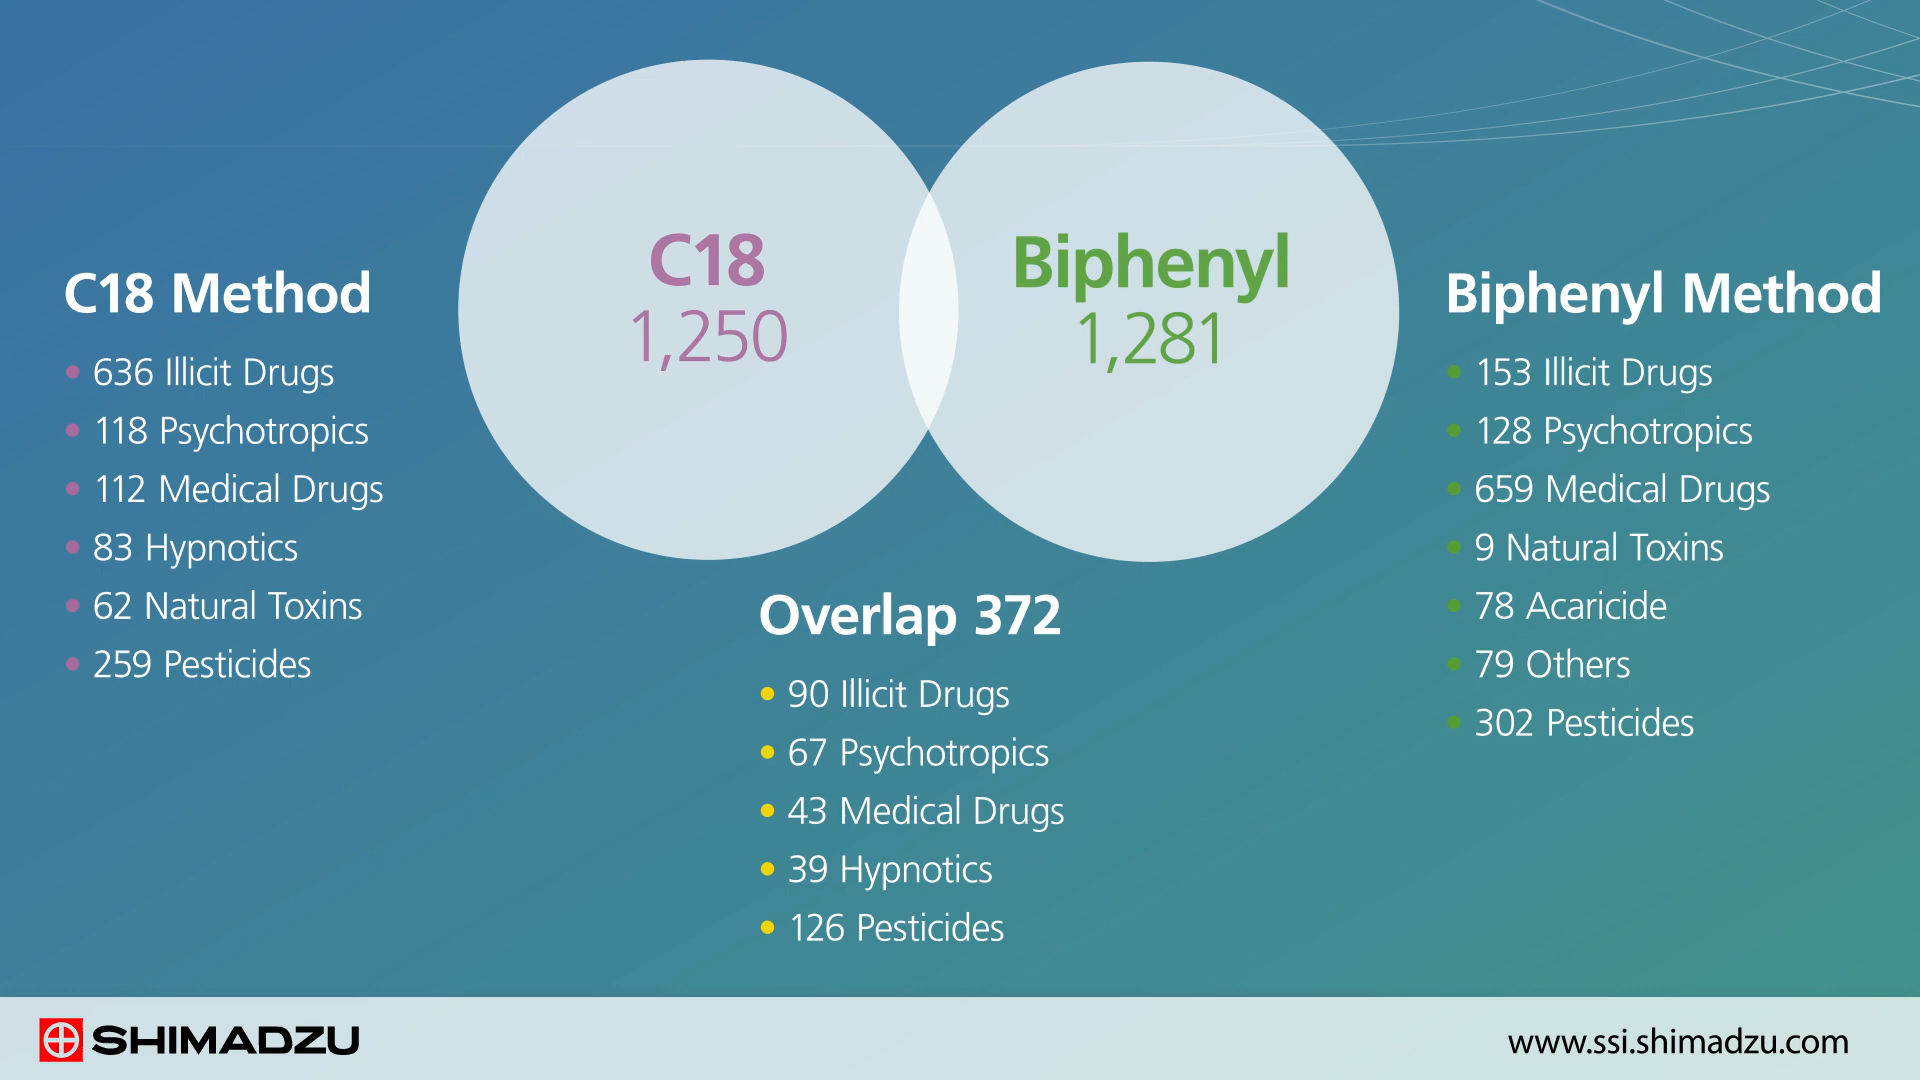 C18
1,250
Biphenyl
1,281
C18 Method
• 636 Illicit Drugs
• 118 Psychotropics
• 112 Medical Drugs
• 83 Hypnotics
• 62 Natural Toxins
• 259 Pesticides
Overlap 372
• 90 Illicit Drugs
• 67 Psychotropics
• 43 Medical Drugs
• 39 Hypnotics
• 126 Pesticides
Biphenyl Method
• 153 Illicit Drugs
• 128 Psychotropics
• 659 Medical Drugs
• 9 Natural Toxins
• 78 Acaricide
• 79 Others
• 302 Pesticides
SHIMADZU
www.ssi.shimadzu.com